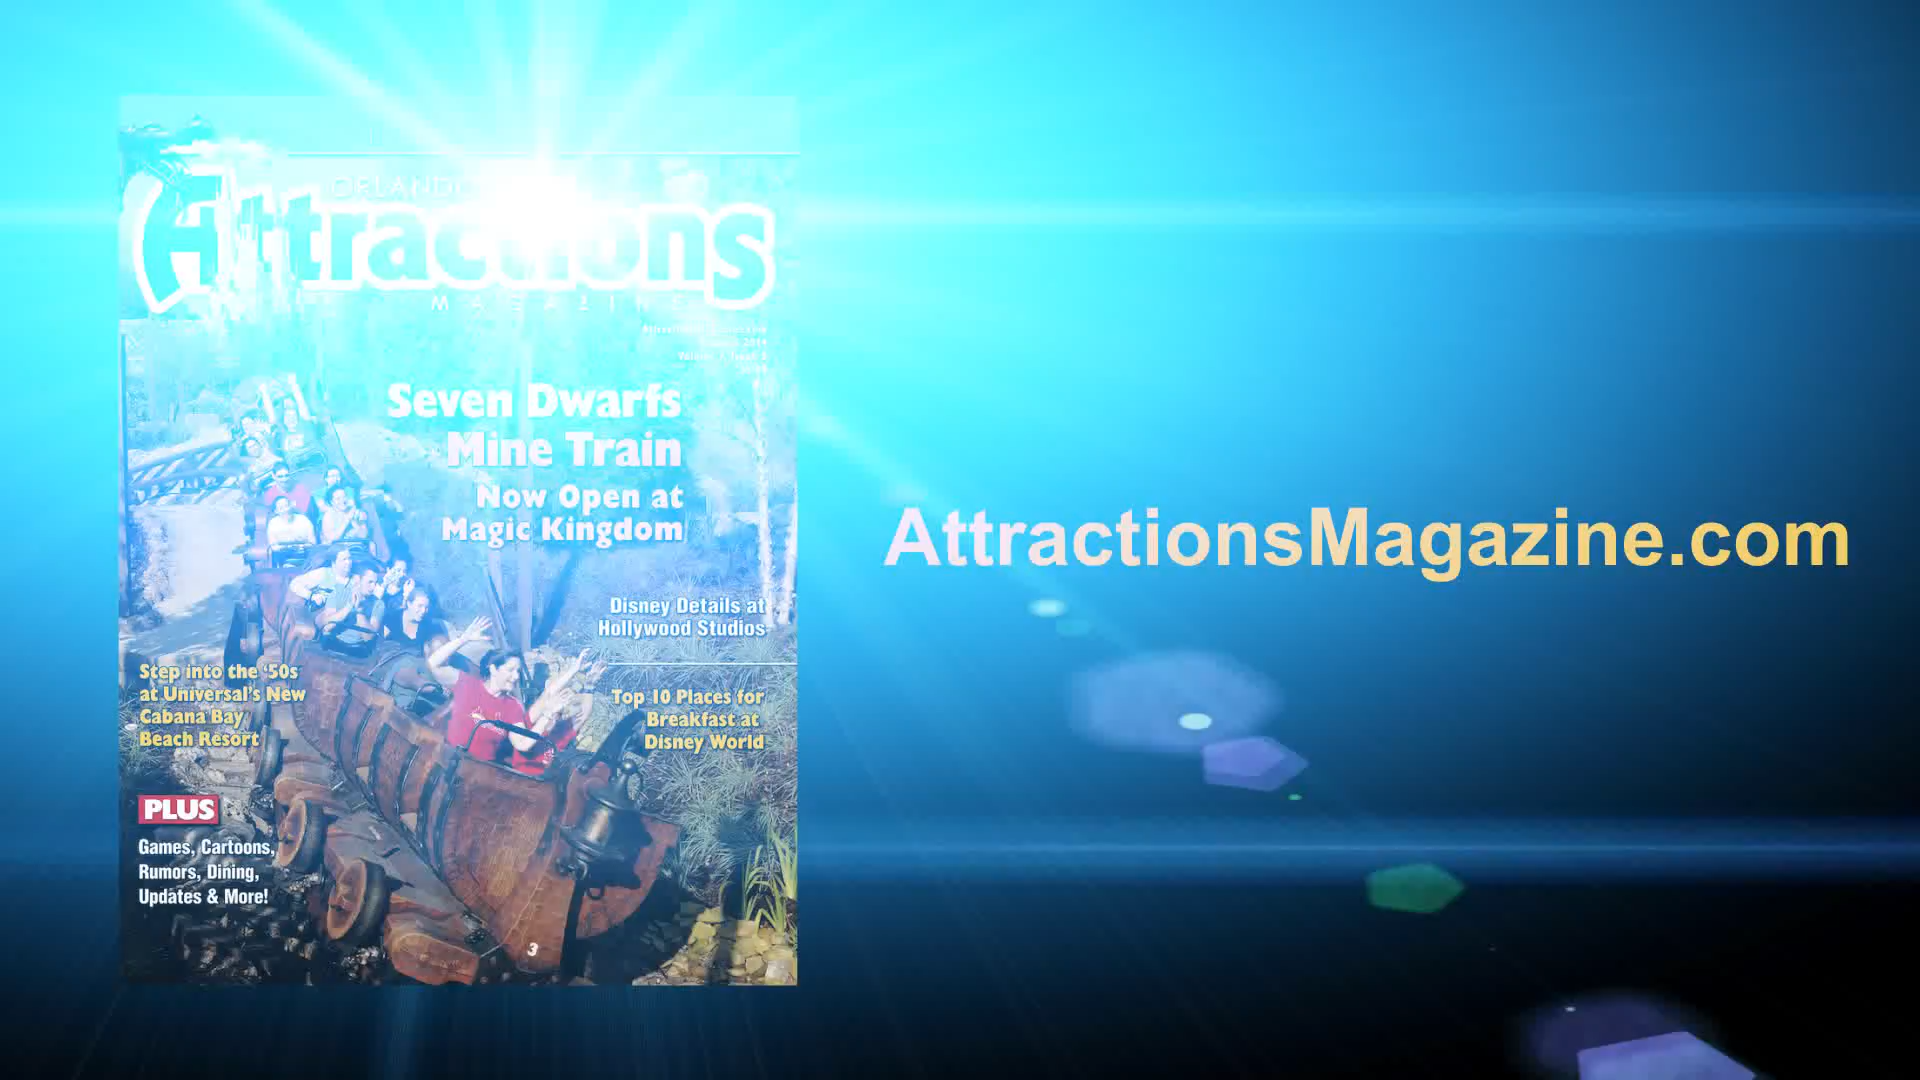 ORLANDO
Attractions
MAGAZINE
Seven Dwarfs
Mine Train
Now Open at
Magic Kingdom
AttractionsMagazine.com
Disney Details at
Hollywood Studios
Step into the '50s
at Universal's New
Cabana Bay
Beach Resort
Top 10 Places for
Breakfast at
Disney World
PLUS
Games, Cartoons,
Rumors, Dining,
Updates & More!
3